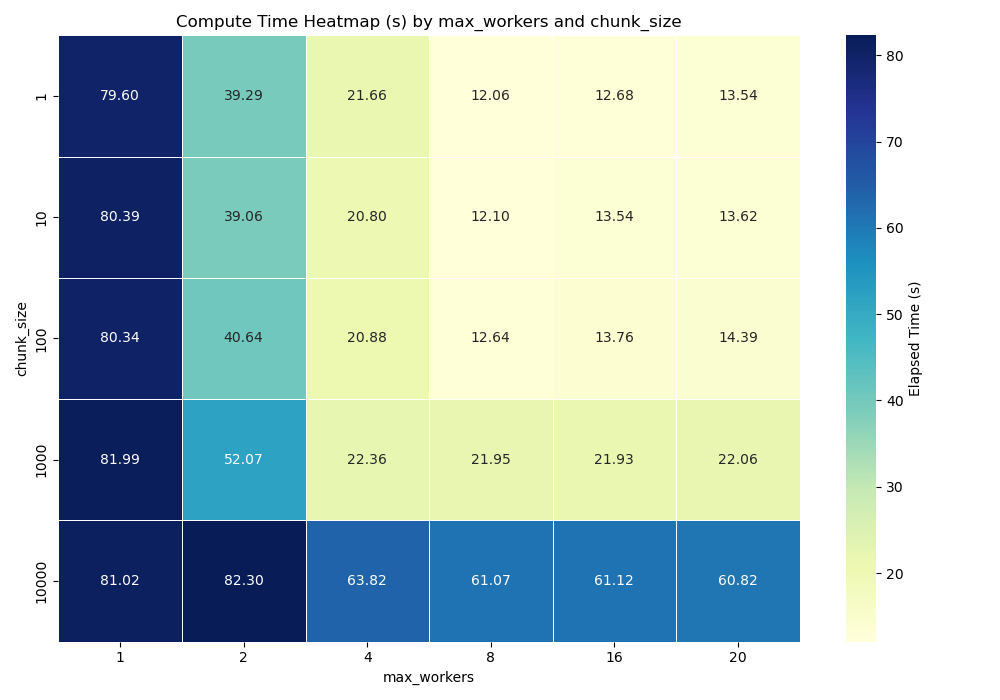 Compute Time Heatmap (s) by max_workers and chunk_size
1 79.60 39.29 21.66 12.06 12.68 13.54
10 80.39 39.06 20.80 12.10 13.54 13.62
100 80.34 40.64 20.88 12.64 13.76 14.39
1000 81.99 52.07 22.36 21.95 21.93 22.06
10000 81.02 82.30 63.82 61.07 61.12 60.82
chunk_size
1 2 4 8 16 20
max_workers
80
70
60
50
40
30
20
Elapsed Time (s)